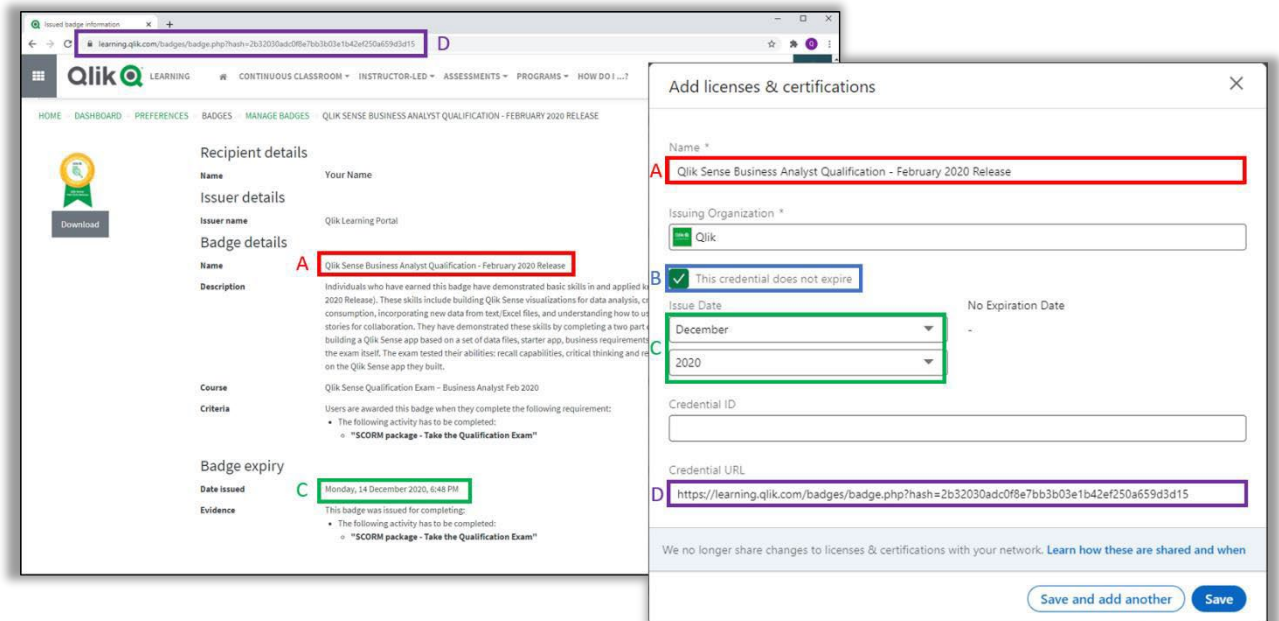 Issued badge information
learning.qlik.com/badges/badge.php?hash=2b32030adc0f8e7bb3b03e1b42ef250a659d3d15
D
Q
Qlik LEARNING CONTINUOUS CLASSROOM INSTRUCTOR-LED ASSESSMENTS PROGRAMS HOW DO I ...?
HOME DASHBOARD PREFERENCES BADGES MANAGE BADGES QLIK SENSE BUSINESS ANALYST QUALIFICATION - FEBRUARY 2020 RELEASE
Download
Recipient details
Name Your Name
Issuer details
Issuer name Qlik Learning Portal
Badge details
Name A Qlik Sense Business Analyst Qualification - February 2020 Release
Description Individuals who have earned this badge have demonstrated basic skills in and applied k
2020 Release). These skills include building Qlik Sense visualizations for data analysis, c
consumption, incorporating new data from text/Excel files, and understanding how to us
stories for collaboration. They have demonstrated these skills by completing a two part
building a Qlik Sense app based on a set of data files, starter app, business requirements
the exam itself. The exam tested their abilities: recall capabilities, critical thinking and re
on the Qlik Sense app they built.
Course Qlik Sense Qualification Exam – Business Analyst Feb 2020
Criteria Users are awarded this badge when they complete the following requirement:
• The following activity has to be completed:
○ "SCORM package - Take the Qualification Exam"
Badge expiry
Date issued C Monday, 14 December 2020, 6:48 PM
Evidence This badge was issued for completing:
• The following activity has to be completed:
○ "SCORM package - Take the Qualification Exam"
Add licenses & certifications
Name *
A Qlik Sense Business Analyst Qualification - February 2020 Release
Issuing Organization *
Qlik
B This credential does not expire
Issue Date No Expiration Date
December -
C
2020
Credential ID
Credential URL
D https://learning.qlik.com/badges/badge.php?hash=2b32030adc0f8e7bb3b03e1b42ef250a659d3d15
We no longer share changes to licenses & certifications with your network. Learn how these are shared and when
Save and add another Save